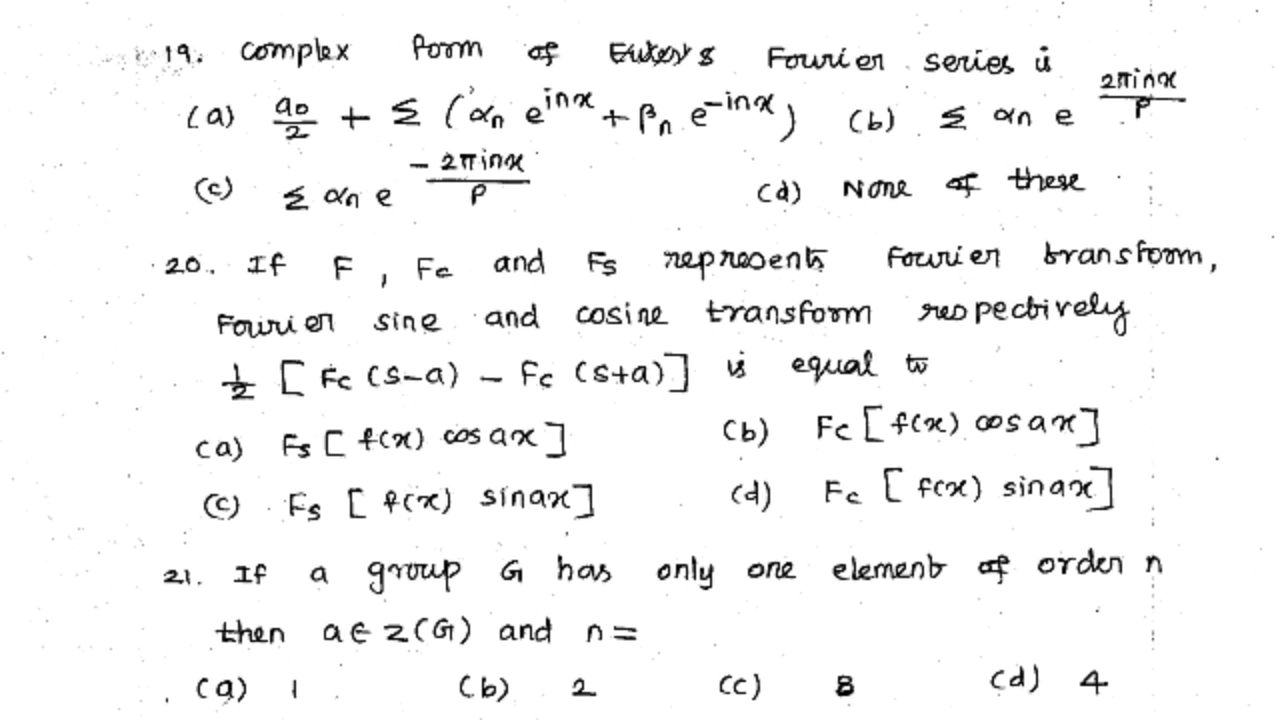 19. Complex form of Euler's Fourier series is
(a) a0/2 + Σ (αn e^inx + βn e^-inx) (b) Σ αn e^2πinx/P
(c) Σ αn e^-2πinx/P (d) None of these
20. If F, Fc and Fs represents Fourier transform,
Fourier sine and cosine transform respectively
1/2 [Fc (s-a) - Fc (s+a)] is equal to
(a) Fs [f(x) cos ax] (b) Fc [f(x) cos ax]
(c) Fs [f(x) sin ax] (d) Fc [f(x) sin ax]
21. If a group G has only one element of order n
then a ∈ Z(G) and n =
(a) 1 (b) 2 (c) 8 (d) 4